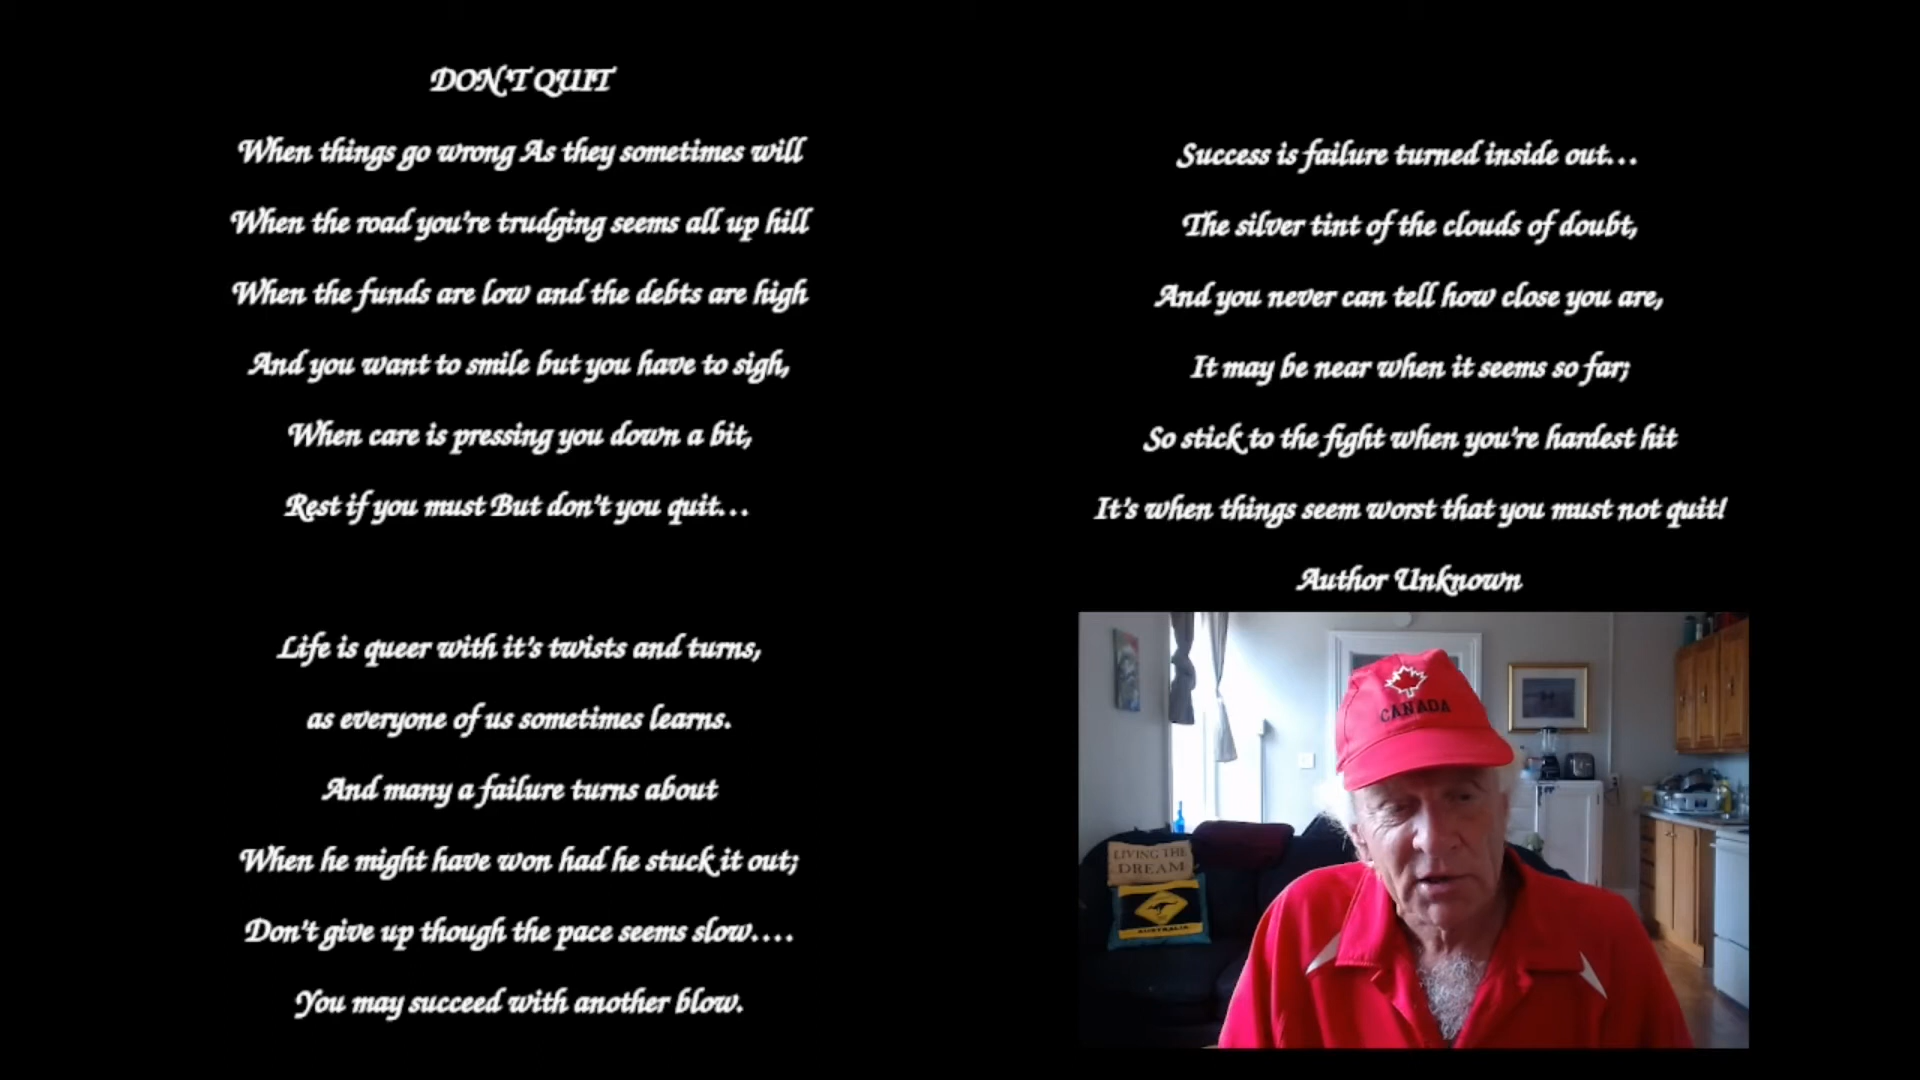 DON'T QUIT
When things go wrong As they sometimes will
When the road you're trudging seems all up hill
When the funds are low and the debts are high
And you want to smile but you have to sigh,
When care is pressing you down a bit,
Rest if you must But don't you quit...
Life is queer with it's twists and turns,
as everyone of us sometimes learns.
And many a failure turns about
When he might have won had he stuck it out;
Don't give up though the pace seems slow....
You may succeed with another blow.
Success is failure turned inside out...
The silver tint of the clouds of doubt,
And you never can tell how close you are,
It may be near when it seems so far;
So stick to the fight when you're hardest hit
It's when things seem worst that you must not quit!
Author Unknown
CANADA
LIVING THE
DREAM
AUSTRALIA